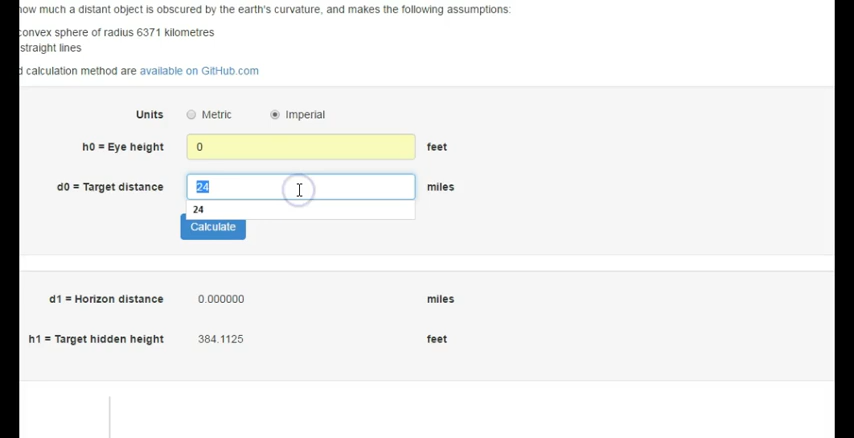 how much a distant object is obscured by the earth's curvature, and makes the following assumptions:
convex sphere of radius 6371 kilometres
straight lines
d calculation method are available on GitHub.com
Units Metric Imperial
h0 = Eye height 0 feet
d0 = Target distance 24 miles
24
Calculate
d1 = Horizon distance 0.000000 miles
h1 = Target hidden height 384.1125 feet